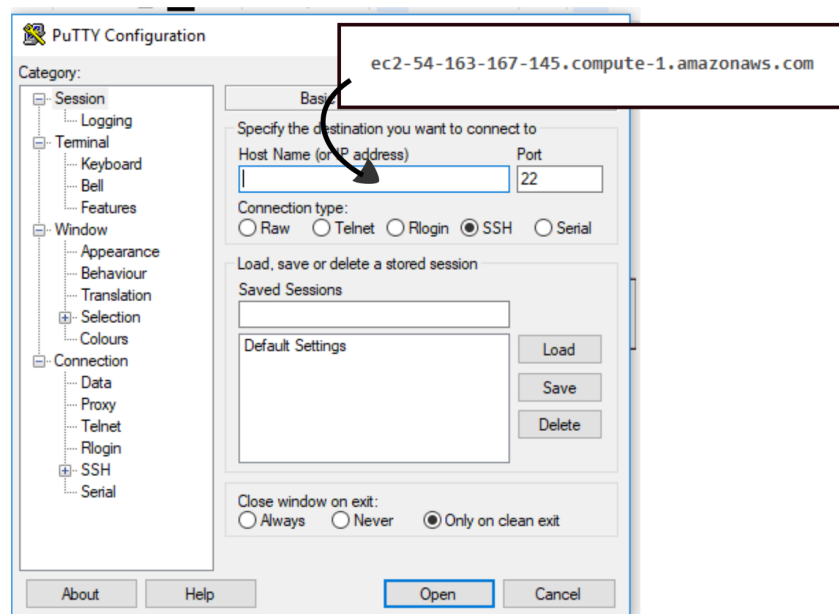 PuTTY Configuration
ec2-54-163-167-145.compute-1.amazonaws.com
Category:
Session
Logging
Terminal
Keyboard
Bell
Features
Window
Appearance
Behaviour
Translation
Selection
Colours
Connection
Data
Proxy
Telnet
Rlogin
SSH
Serial
Basic
Specify the destination you want to connect to
Host Name (or IP address) Port
22
Connection type:
Raw Telnet Rlogin SSH Serial
Load, save or delete a stored session
Saved Sessions
Default Settings
Load
Save
Delete
Close window on exit:
Always Never Only on clean exit
About Help Open Cancel